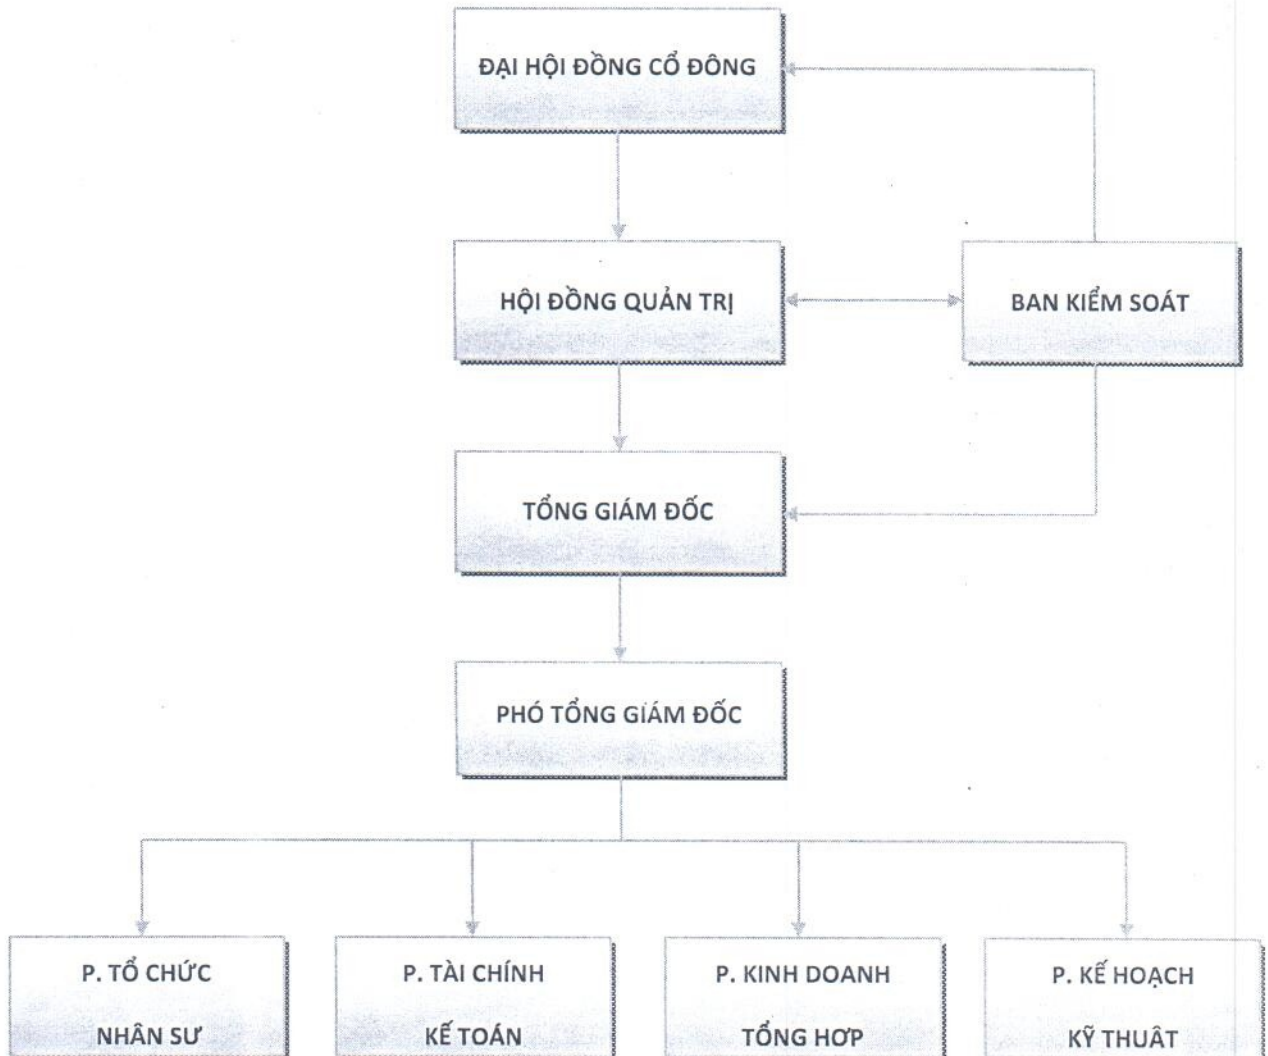 ĐẠI HỘI ĐỒNG CỔ ĐÔNG
HỘI ĐỒNG QUẢN TRỊ
BAN KIỂM SOÁT
TỔNG GIÁM ĐỐC
PHÓ TỔNG GIÁM ĐỐC
P. TỔ CHỨC
NHÂN SỰ
P. TÀI CHÍNH
KẾ TOÁN
P. KINH DOANH
TỔNG HỢP
P. KẾ HOẠCH
KỸ THUẬT